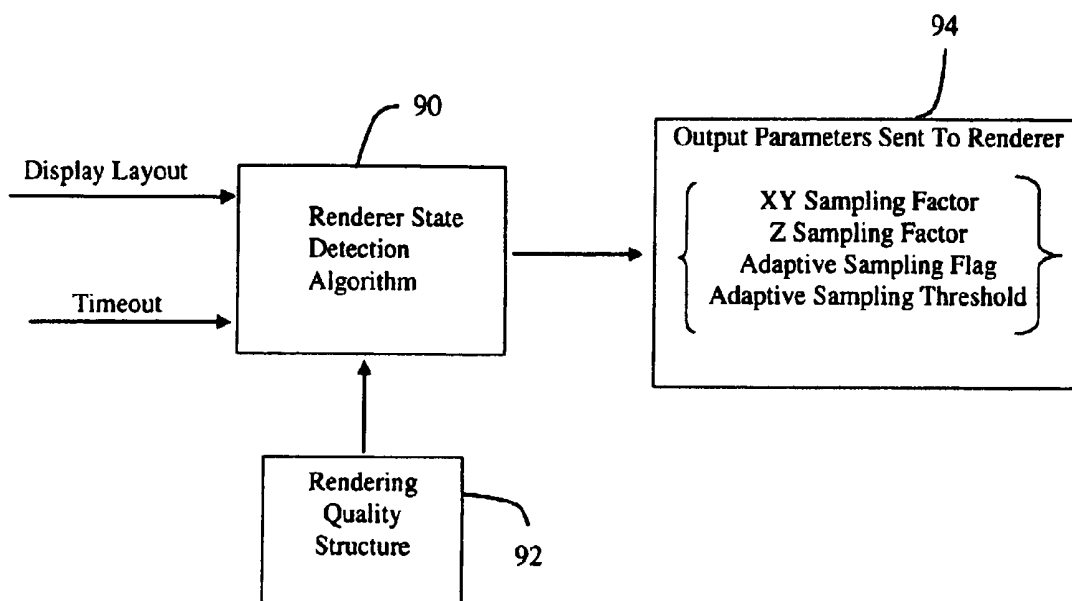 94
90
Output Parameters Sent To Renderer
Display Layout
Renderer State
Detection
Algorithm
XY Sampling Factor
Z Sampling Factor
Adaptive Sampling Flag
Adaptive Sampling Threshold
Timeout
Rendering
Quality
Structure
92